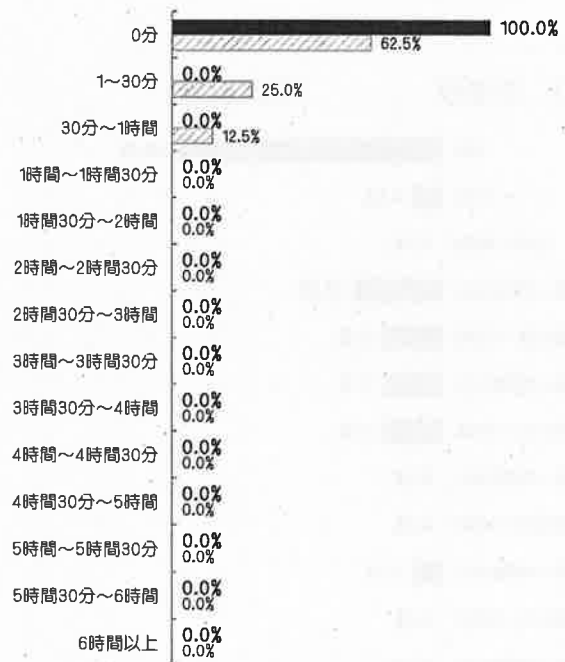 0分 100.0%
62.5%
1〜30分 0.0%
25.0%
30分〜1時間 0.0%
12.5%
1時間〜1時間30分 0.0%
0.0%
1時間30分〜2時間 0.0%
0.0%
2時間〜2時間30分 0.0%
0.0%
2時間30分〜3時間 0.0%
0.0%
3時間〜3時間30分 0.0%
0.0%
3時間30分〜4時間 0.0%
0.0%
4時間〜4時間30分 0.0%
0.0%
4時間30分〜5時間 0.0%
0.0%
5時間〜5時間30分 0.0%
0.0%
5時間30分〜6時間 0.0%
0.0%
6時間以上 0.0%
0.0%